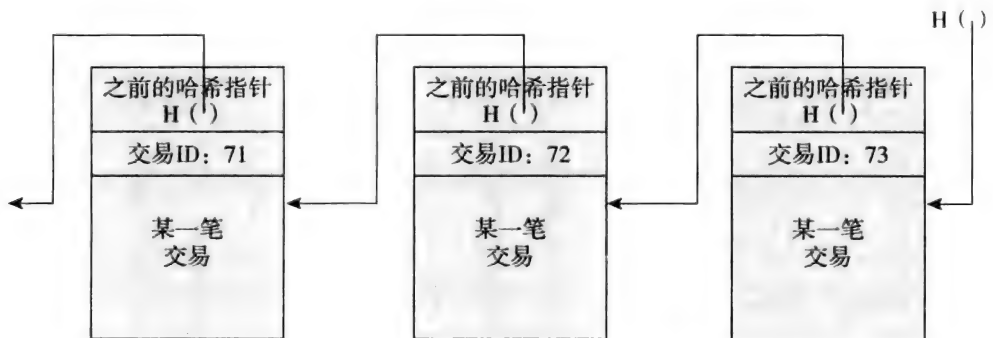 H（）
之前的哈希指针
H（）
交易ID：71
某一笔
交易
之前的哈希指针
H（）
交易ID：72
某一笔
交易
之前的哈希指针
H（）
交易ID：73
某一笔
交易